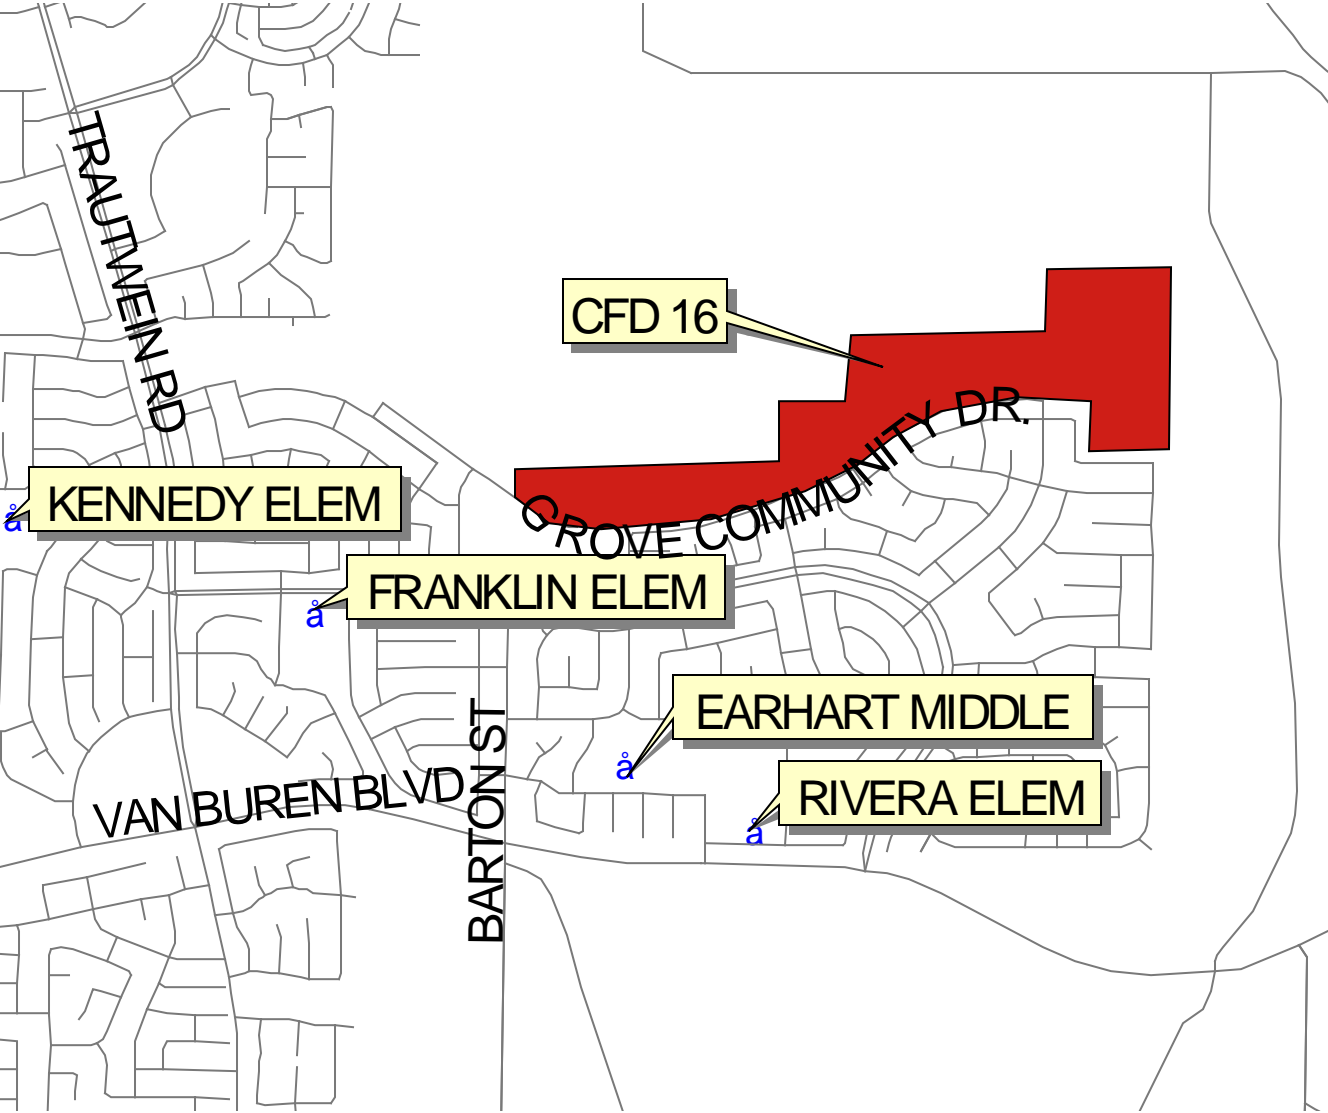 TRAUTWEIN RD
CFD 16
GROVE COMMUNITY DR.
KENNEDY ELEM
å
FRANKLIN ELEM
å
EARHART MIDDLE
å
RIVERA ELEM
å
VAN BUREN BLVD
BARTON ST